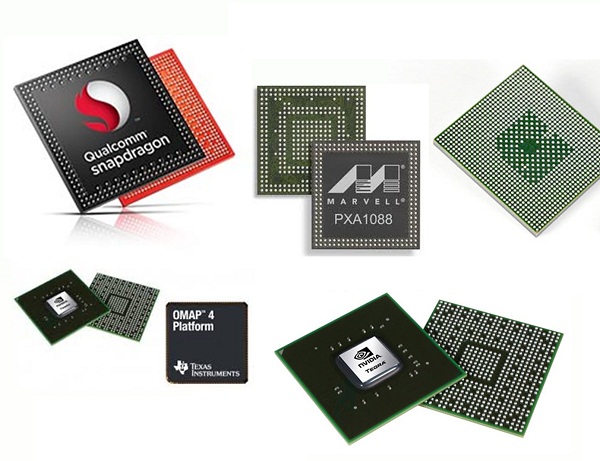 Qualcomm
snapdragon
MARVELL®
PXA1088
OMAP™ 4
Platform
TEXAS
INSTRUMENTS
NVIDIA
TEGRA